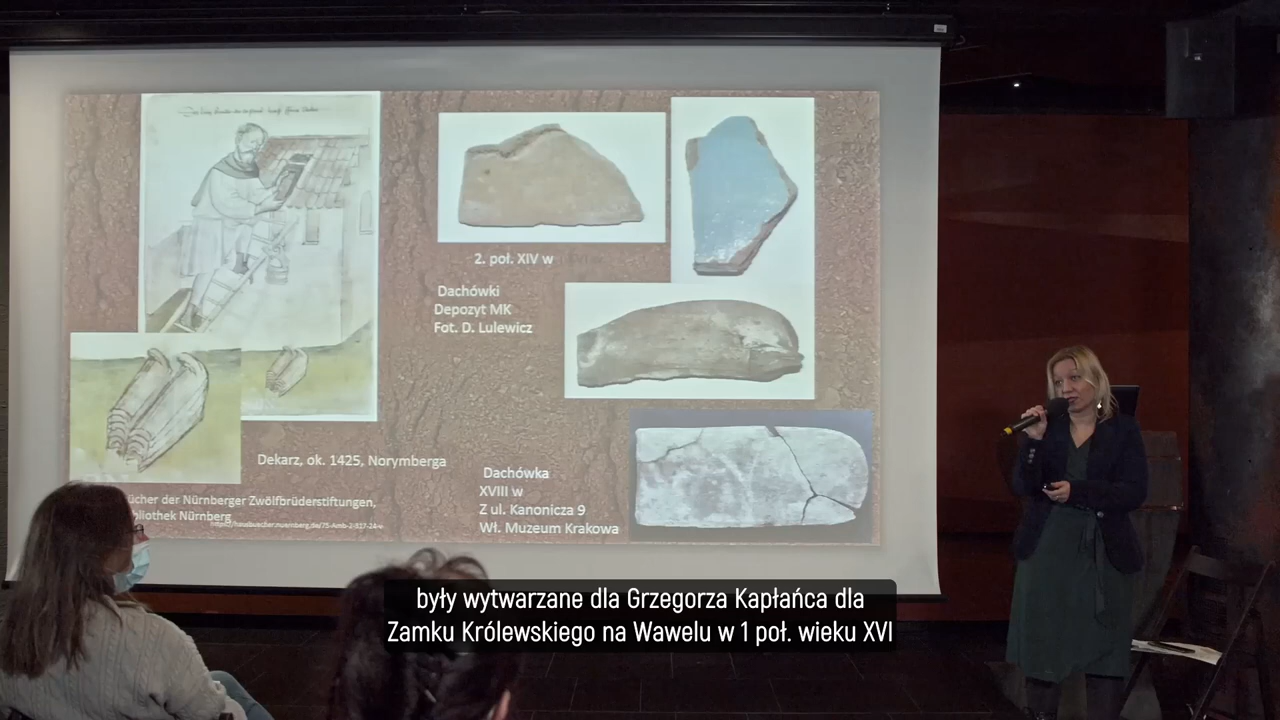 2. poł. XIV w
Dachówki
Depozyt MK
Fot. D. Lulewicz
Dekarz, ok. 1425, Norymberga
ücher der Nürnberger Zwölfbrüderstiftungen,
bliothek Nürnberg
Dachówka
XVIII w
Z ul. Kanonicza 9
Wł. Muzeum Krakowa
były wytwarzane dla Grzegorza Kapłańca dla
Zamku Królewskiego na Wawelu w 1 poł. wieku XVI